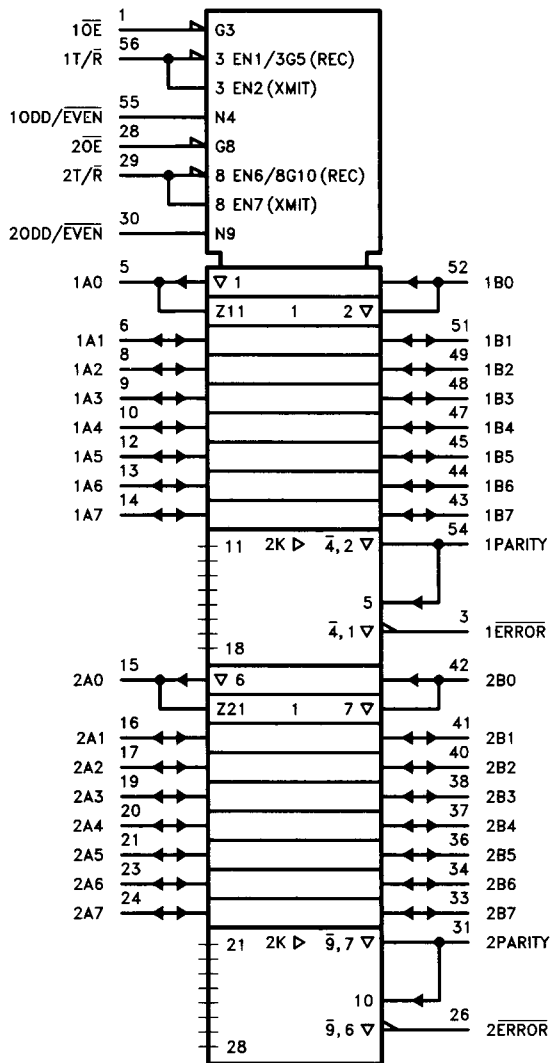 1O̅E̅ 1 G3
1T/R̅ 56 3 EN1/3G5 (REC)
3 EN2 (XMIT)
1ODD/E̅V̅E̅N̅ 55 N4
2O̅E̅ 28 G8
2T/R̅ 29 8 EN6/8G10 (REC)
8 EN7 (XMIT)
2ODD/E̅V̅E̅N̅ 30 N9
1A0 5 ▽ 1 52 1B0
Z11 1 2 ▽
1A1 6 51 1B1
1A2 8 49 1B2
1A3 9 48 1B3
1A4 10 47 1B4
1A5 12 45 1B5
1A6 13 44 1B6
1A7 14 43 1B7
11 2K ▷ 4̅,2 ▽ 54 1PARITY
5
18 4̅,1 ▽ 3 1E̅R̅R̅O̅R̅
2A0 15 ▽ 6 42 2B0
Z21 1 7 ▽
2A1 16 41 2B1
2A2 17 40 2B2
2A3 19 38 2B3
2A4 20 37 2B4
2A5 21 36 2B5
2A6 23 34 2B6
2A7 24 33 2B7
21 2K ▷ 9̅,7 ▽ 31 2PARITY
10
28 9̅,6 ▽ 26 2E̅R̅R̅O̅R̅